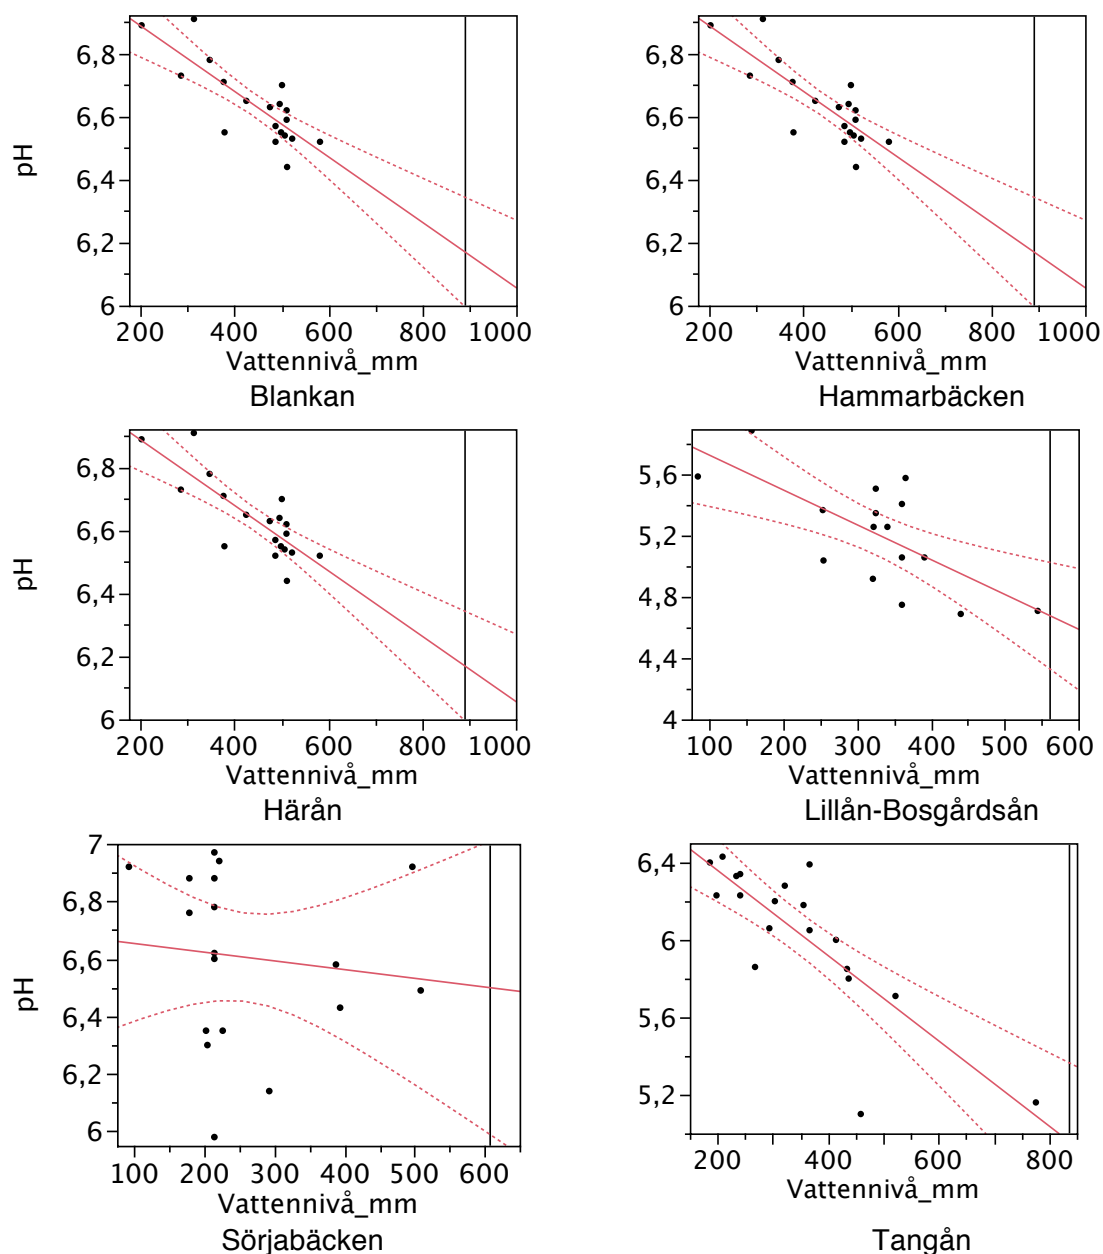 6,8
6,6
6,4
6,2
6
pH
200 400 600 800 1000
Vattennivå_mm
Blankan
6,8
6,6
6,4
6,2
6
200 400 600 800 1000
Vattennivå_mm
Hammarbäcken
6,8
6,6
6,4
6,2
6
pH
200 400 600 800 1000
Vattennivå_mm
Härån
5,6
5,2
4,8
4,4
4
100 200 300 400 500 600
Vattennivå_mm
Lillån-Bosgårdsån
7
6,8
6,6
6,4
6,2
6
pH
100 200 300 400 500 600
Vattennivå_mm
Sörjabäcken
6,4
6
5,6
5,2
200 400 600 800
Vattennivå_mm
Tangån